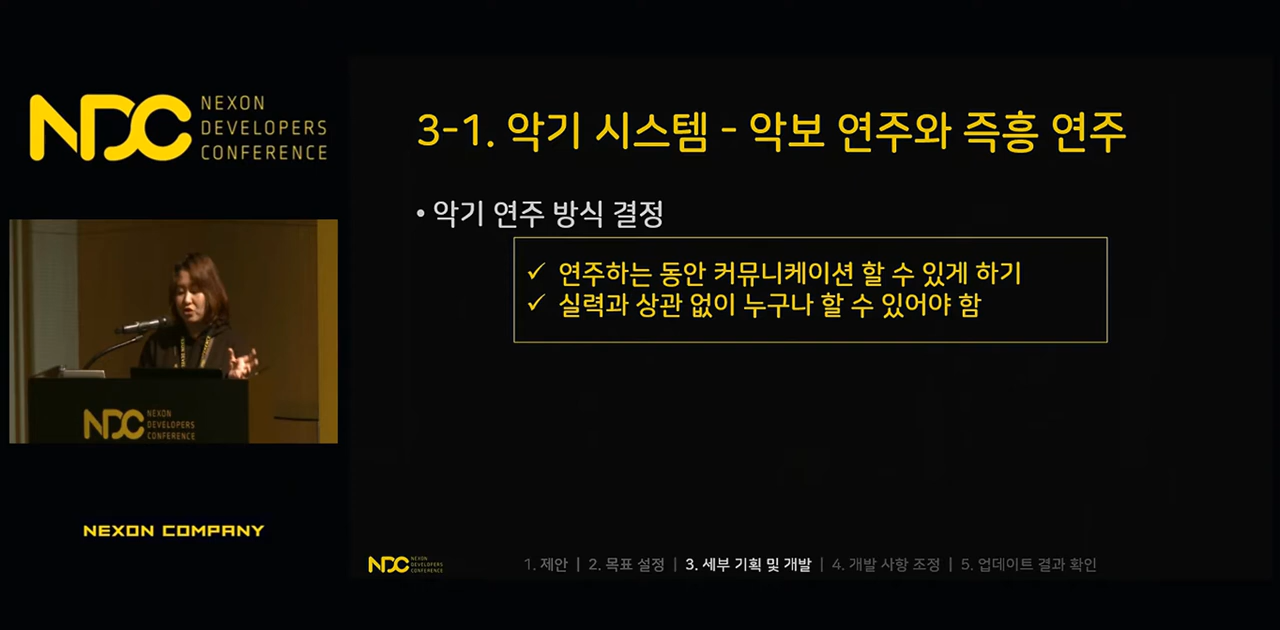 NDC
NEXON
DEVELOPERS
CONFERENCE
3-1. 악기 시스템 - 악보 연주와 즉흥 연주
• 악기 연주 방식 결정
✓ 연주하는 동안 커뮤니케이션 할 수 있게 하기
✓ 실력과 상관 없이 누구나 할 수 있어야 함
NDC
NEXON
DEVELOPERS
CONFERENCE
NEXON COMPANY
NDC
NEXON
DEVELOPERS
CONFERENCE
1. 제안 | 2. 목표 설정 | 3. 세부 기획 및 개발 | 4. 개발 사항 조정 | 5. 업데이트 결과 확인